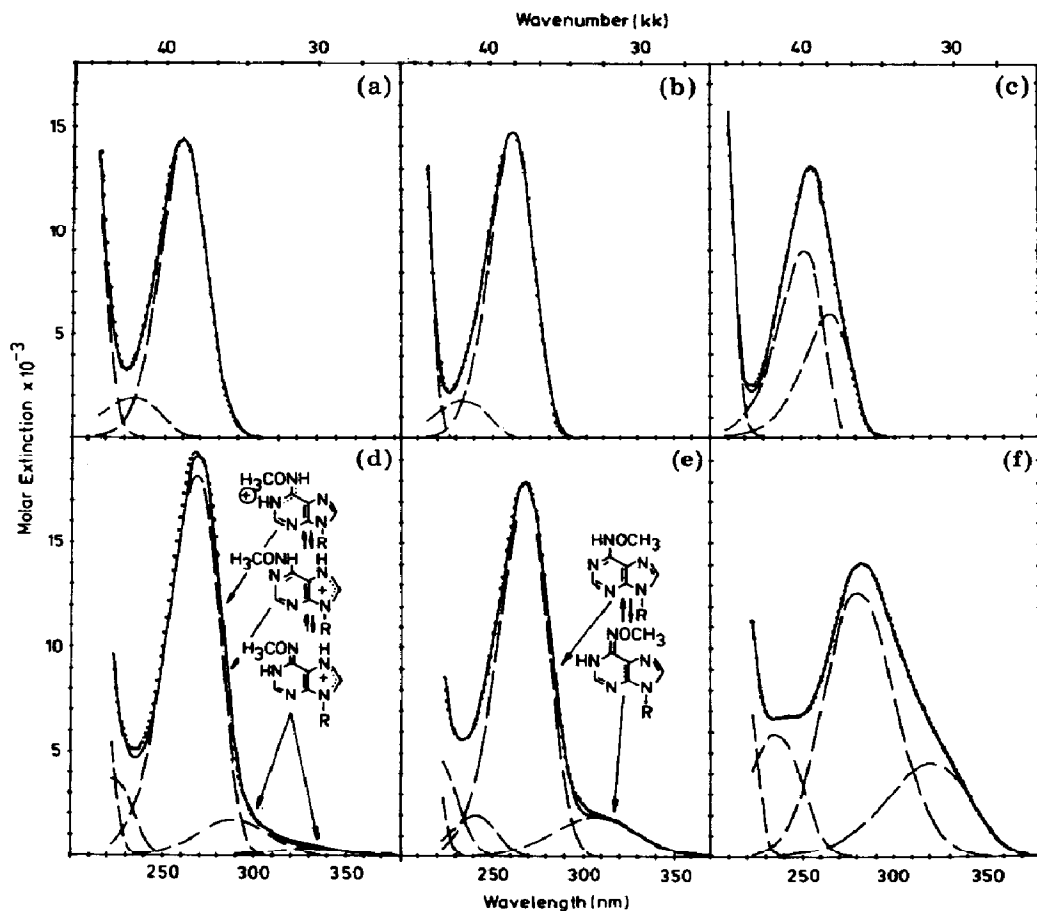 Wavenumber (kk)
40 30 40 30 40 30
(a) (b) (c)
15
10
5
Molar Extinction x 10⁻³
(d) (e) (f)
15
10
5
H₃CON̈H
+
HN
N
N
N
R
H
H₃CONH
N
N
N
+
N
R
H
H₃CON
N
HN
+
N
N
R
HNOCH₃
N
N
N
N
R
NOCH₃
HN
N
N
N
R
250 300 350 250 300 350 250 300 350
Wavelength (nm)